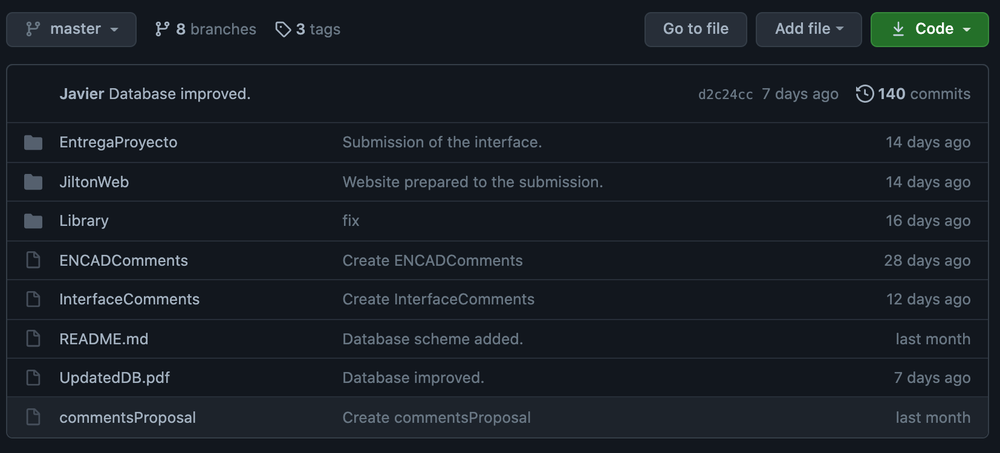 master 8 branches 3 tags Go to file Add file Code
Javier Database improved. d2c24cc 7 days ago 140 commits
EntregaProyecto Submission of the interface. 14 days ago
JiltonWeb Website prepared to the submission. 14 days ago
Library fix 16 days ago
ENCADComments Create ENCADComments 28 days ago
InterfaceComments Create InterfaceComments 12 days ago
README.md Database scheme added. last month
UpdatedDB.pdf Database improved. 7 days ago
commentsProposal Create commentsProposal last month